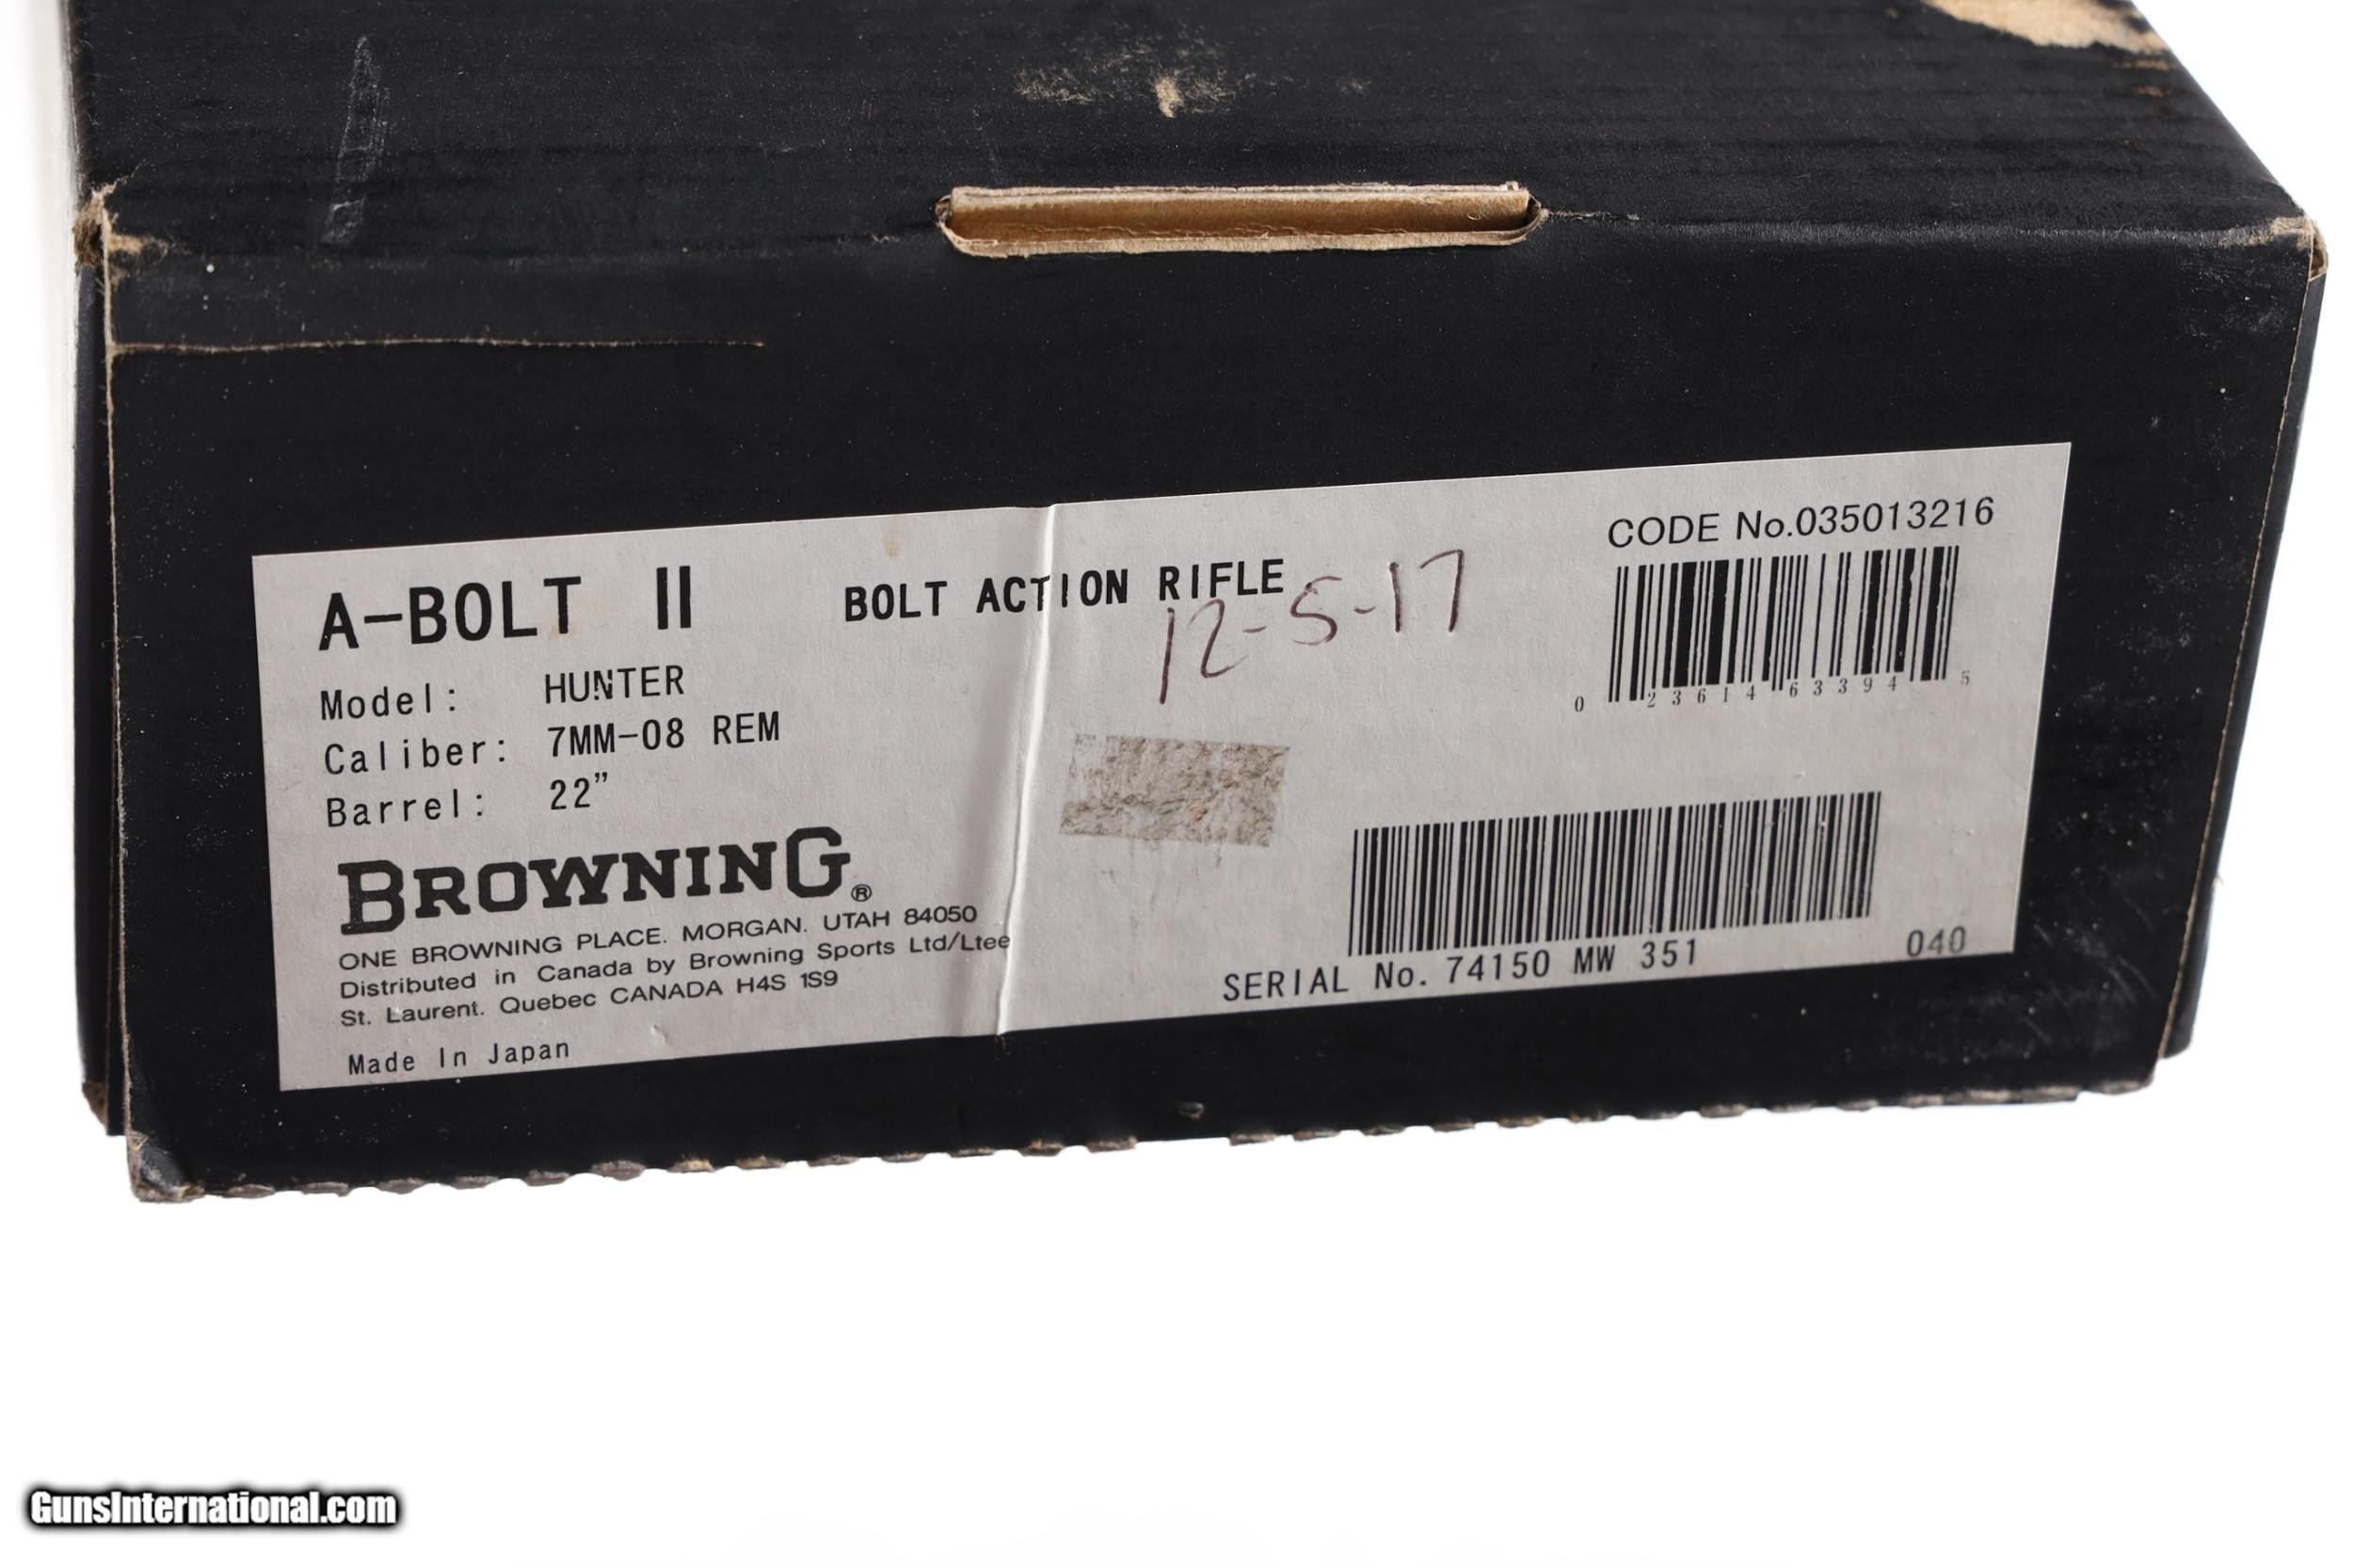 CODE No.035013216
A-BOLT II BOLT ACTION RIFLE
12-5-17
Model: HUNTER
Caliber: 7MM-08 REM
Barrel: 22”
0 23614 63394 5
BROWNING®
ONE BROWNING PLACE. MORGAN. UTAH 84050
Distributed in Canada by Browning Sports Ltd/Ltee
St. Laurent. Quebec CANADA H4S 1S9
Made In Japan
SERIAL No. 74150 MW 351 040
GunsInternational.com